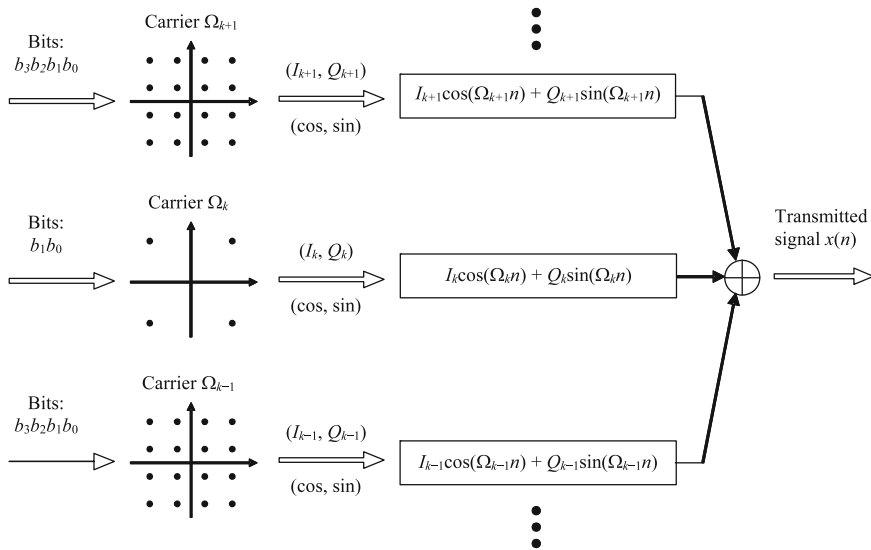 Carrier Ωₖ₊₁
Bits:
b₃b₂b₁b₀
(Iₖ₊₁, Qₖ₊₁)
(cos, sin)
Iₖ₊₁cos(Ωₖ₊₁n) + Qₖ₊₁sin(Ωₖ₊₁n)
Carrier Ωₖ
Bits:
b₁b₀
(Iₖ, Qₖ)
(cos, sin)
Iₖcos(Ωₖn) + Qₖsin(Ωₖn)
Transmitted
signal x(n)
Carrier Ωₖ₋₁
Bits:
b₃b₂b₁b₀
(Iₖ₋₁, Qₖ₋₁)
(cos, sin)
Iₖ₋₁cos(Ωₖ₋₁n) + Qₖ₋₁sin(Ωₖ₋₁n)